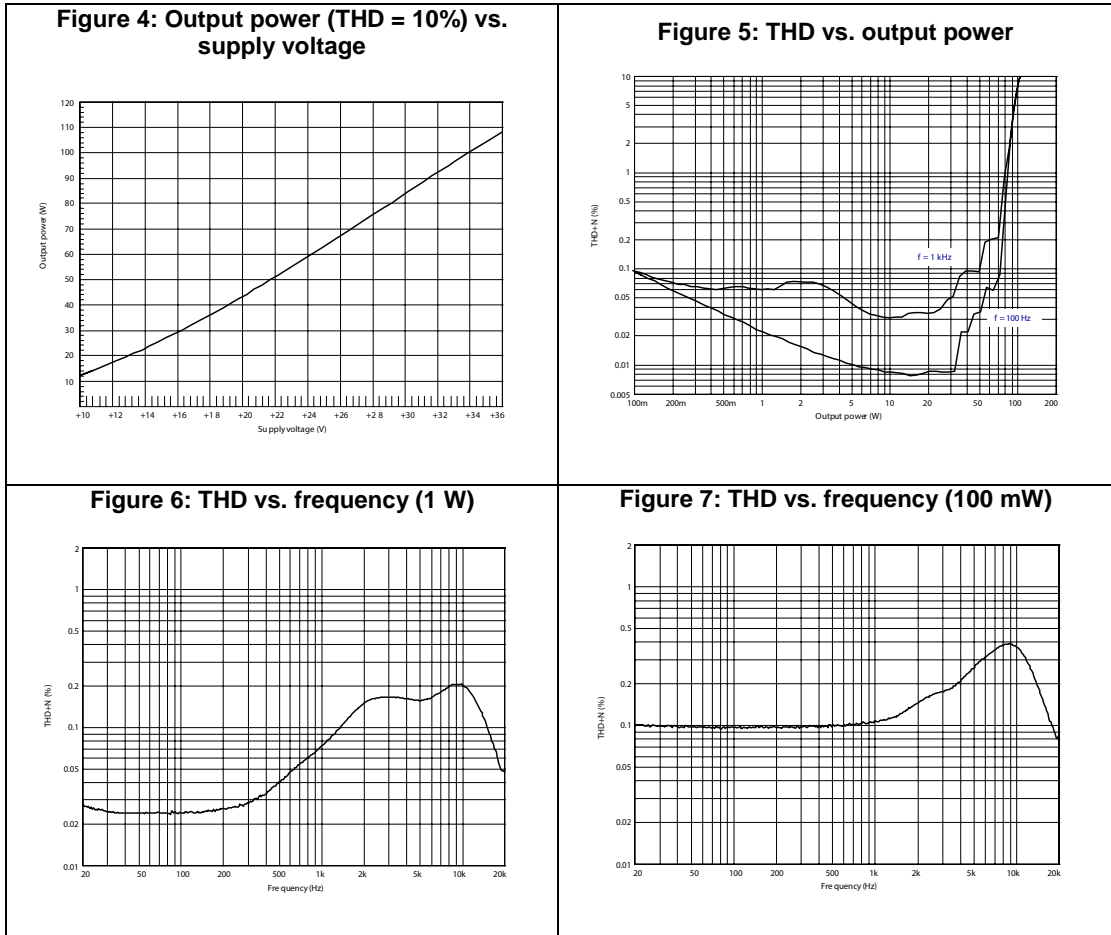 Figure 4: Output power (THD = 10%) vs.
supply voltage
120
110
100
90
80
70
60
50
40
30
20
10
Output power (W)
+10 +12 +14 +16 +18 +20 +22 +24 +26 +2 8 +30 +32 +34 +36
Supply voltage (V)
Figure 5: THD vs. output power
10
5
2
1
0.5
0.2
0.1
0.05
0.02
0.01
0.005
THD+N (%)
f = 1 kHz
f = 100 Hz
100m 200m 500m 1 2 5 10 20 50 100 200
Output power (W)
Figure 6: THD vs. frequency (1 W)
2
1
0.5
0.2
0.1
0.05
0.02
0.01
THD+N (%)
20 50 100 200 500 1k 2k 5k 10k 20k
Frequency (Hz)
Figure 7: THD vs. frequency (100 mW)
2
1
0.5
0.2
0.1
0.05
0.02
0.01
THD+N (%)
20 50 100 200 500 1k 2k 5k 10k 20k
Frequency (Hz)